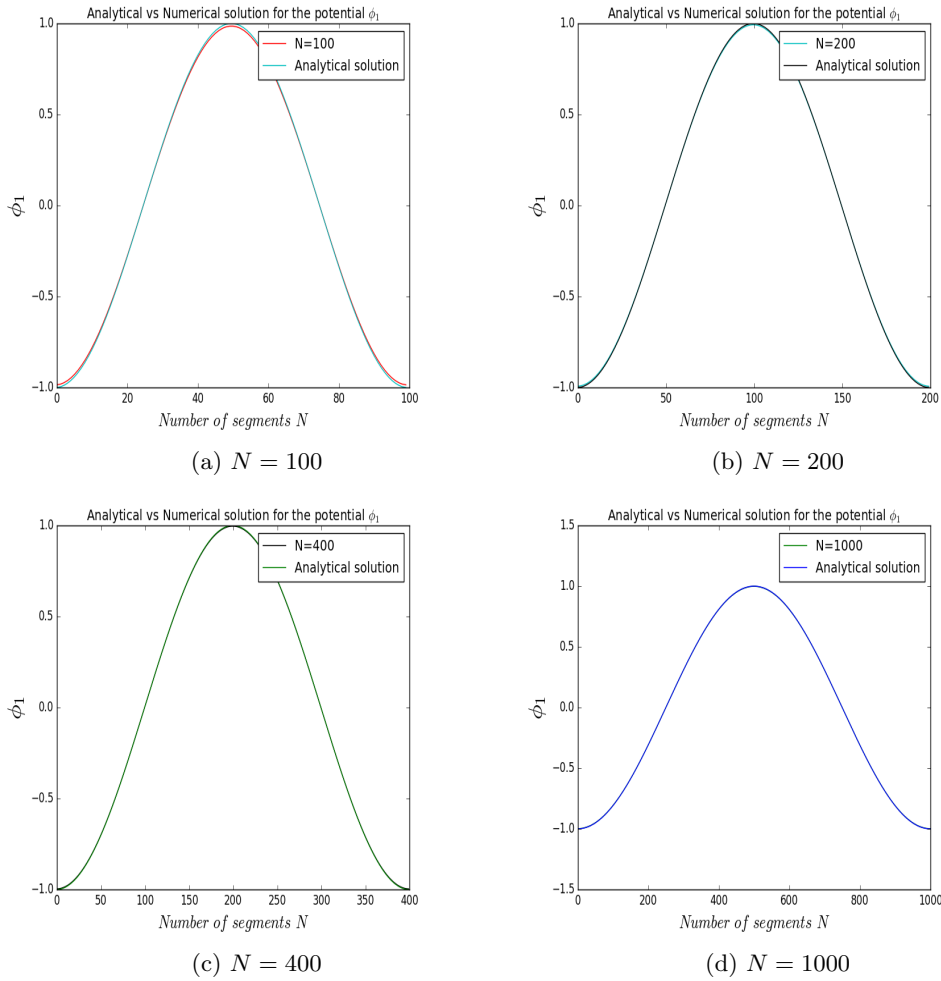 Analytical vs Numerical solution for the potential ϕ₁
N=100
Analytical solution
1.0
0.5
0.0
−0.5
−1.0
ϕ₁
0 20 40 60 80 100
Number of segments N
(a) N = 100
Analytical vs Numerical solution for the potential ϕ₁
N=200
Analytical solution
1.0
0.5
0.0
−0.5
−1.0
ϕ₁
0 50 100 150 200
Number of segments N
(b) N = 200
Analytical vs Numerical solution for the potential ϕ₁
N=400
Analytical solution
1.0
0.5
0.0
−0.5
−1.0
ϕ₁
0 50 100 150 200 250 300 350 400
Number of segments N
(c) N = 400
Analytical vs Numerical solution for the potential ϕ₁
N=1000
Analytical solution
1.5
1.0
0.5
0.0
−0.5
−1.0
−1.5
ϕ₁
0 200 400 600 800 1000
Number of segments N
(d) N = 1000